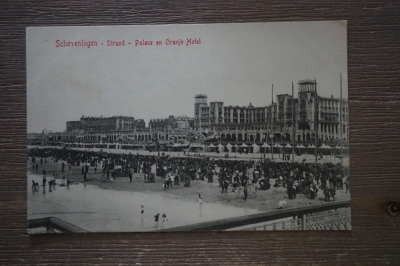 Scheveningen - Strand - Palace en Oranje Hotel